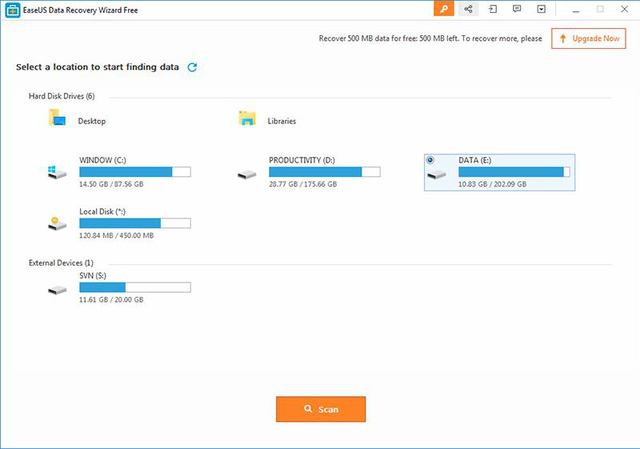 EaseUS Data Recovery Wizard Free
Recover 500 MB data for free: 500 MB left. To recover more, please
Upgrade Now
Select a location to start finding data
Hard Disk Drives (6)
Desktop
Libraries
WINDOW (C:)
14.50 GB / 87.56 GB
PRODUCTIVITY (D:)
28.77 GB / 175.66 GB
DATA (E:)
10.83 GB / 202.09 GB
Local Disk (*:)
120.84 MB / 450.00 MB
External Devices (1)
SVN (S:)
11.61 GB / 20.00 GB
Scan